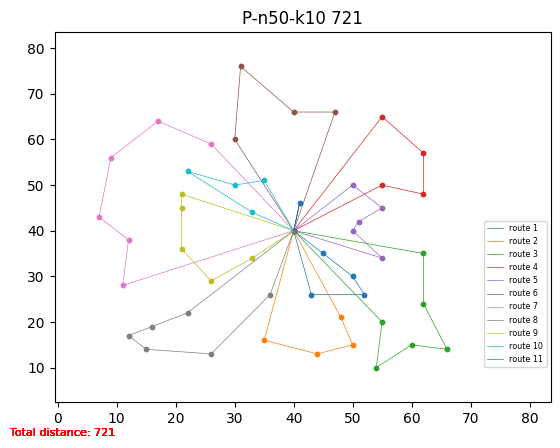 P-n50-k10 721
80
70
60
50
40
30
20
10
0 10 20 30 40 50 60 70 80
route 1
route 2
route 3
route 4
route 5
route 6
route 7
route 8
route 9
route 10
route 11
Total distance: 721